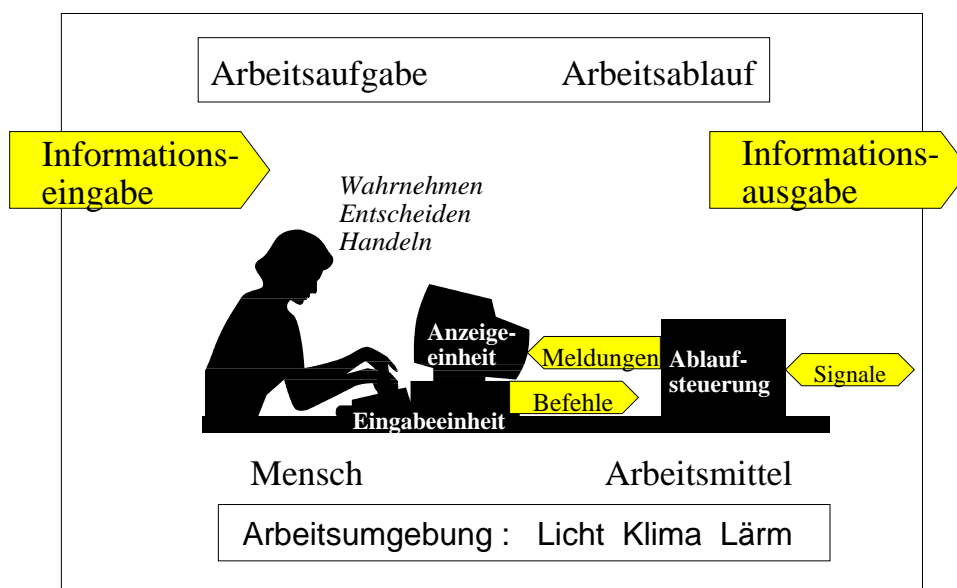 Arbeitsaufgabe Arbeitsablauf
Informations-
eingabe
Informations-
ausgabe
Wahrnehmen
Entscheiden
Handeln
Anzeige-
einheit
Meldungen
Ablauf-
steuerung
Signale
Befehle
Eingabeeinheit
Mensch Arbeitsmittel
Arbeitsumgebung : Licht Klima Lärm